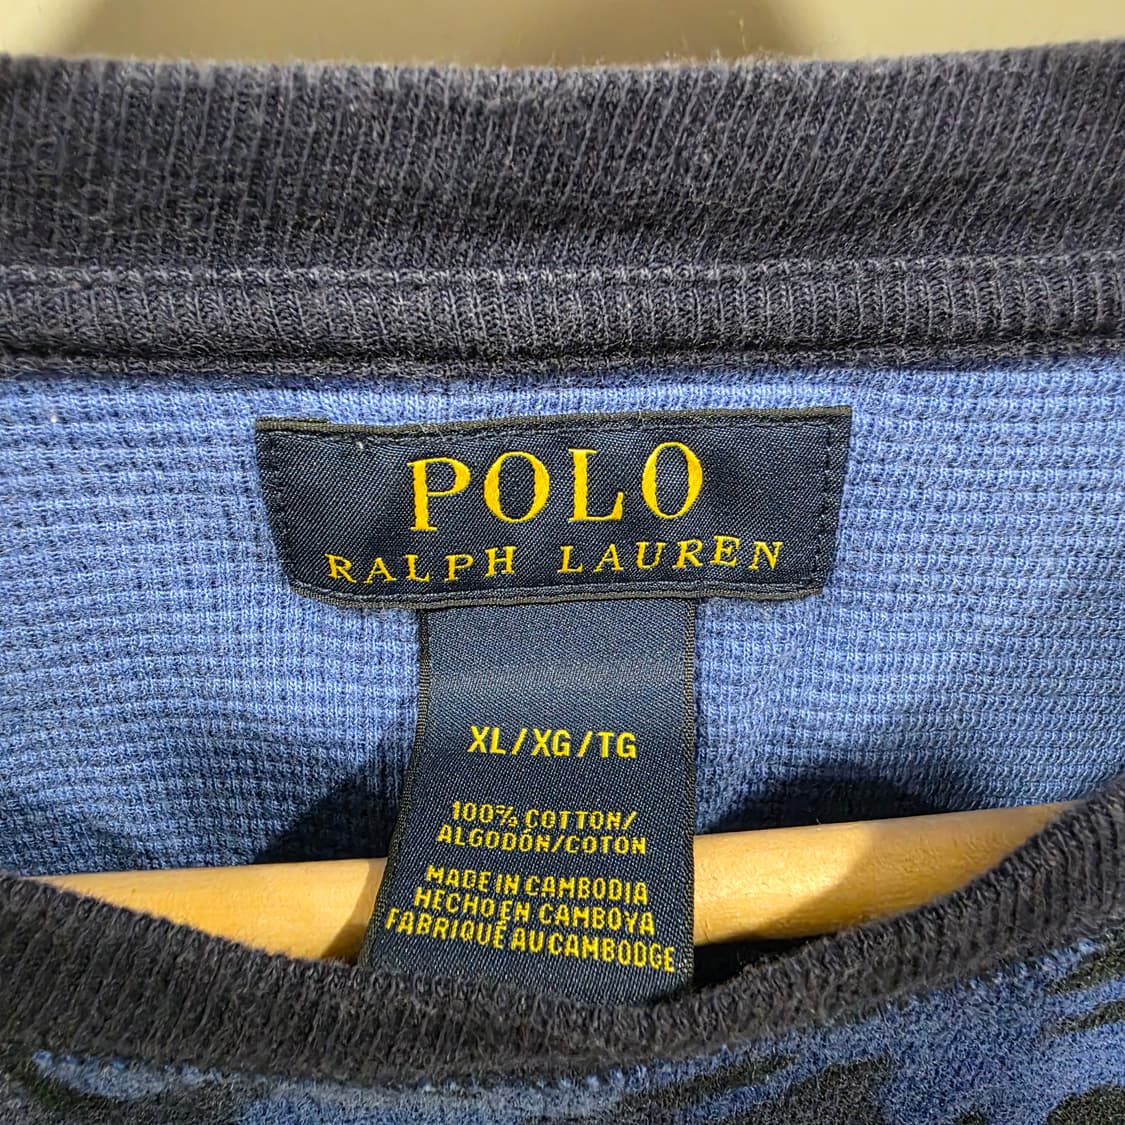 POLO
RALPH LAUREN
XL/XG/TG
100% COTTON/
ALGODÓN/COTON
MADE IN CAMBODIA
HECHO EN CAMBOYA
FABRIQUÉ AU CAMBODGE